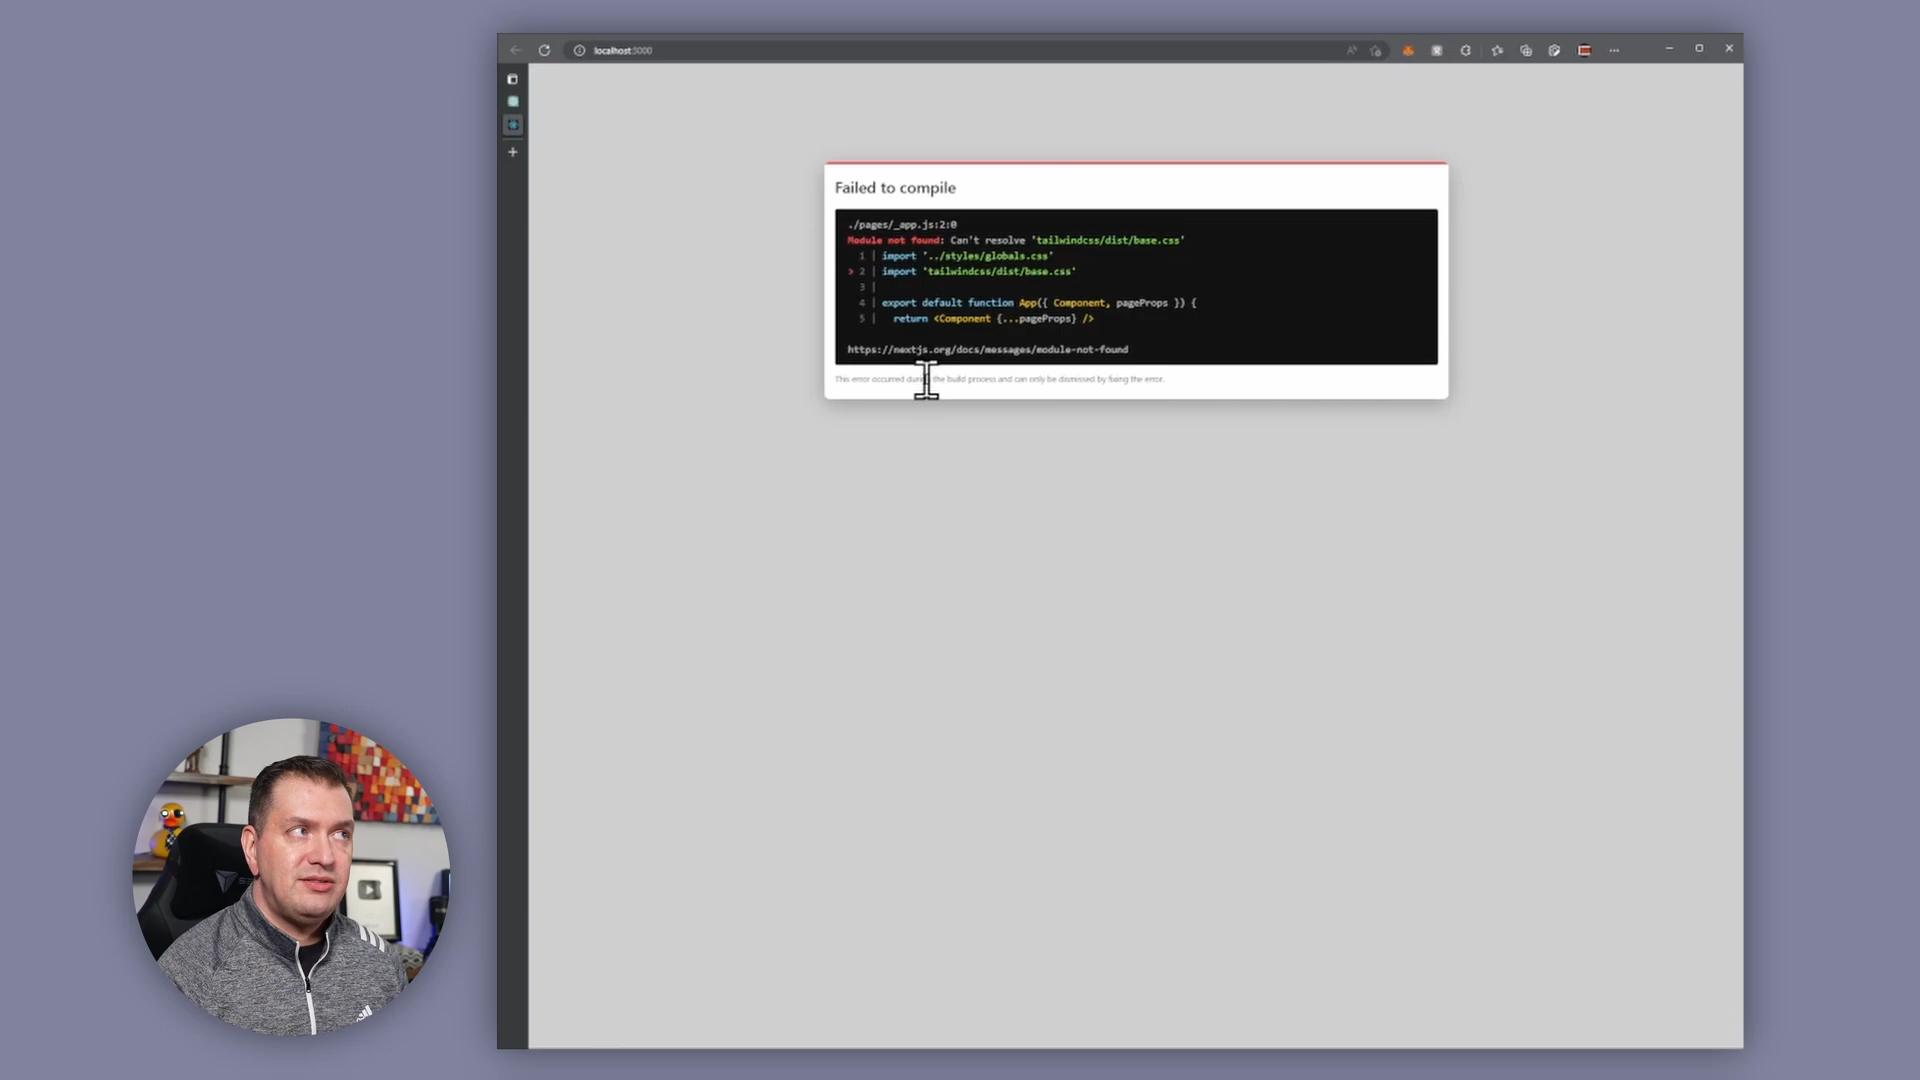 localhost:3000
Failed to compile
./pages/_app.js:2:0
Module not found: Can't resolve 'tailwindcss/dist/base.css'
1 | import '../styles/globals.css'
> 2 | import 'tailwindcss/dist/base.css'
3 |
4 | export default function App({ Component, pageProps }) {
5 | return <Component {...pageProps} />
https://nextjs.org/docs/messages/module-not-found
This error occurred during the build process and can only be dismissed by fixing the error.